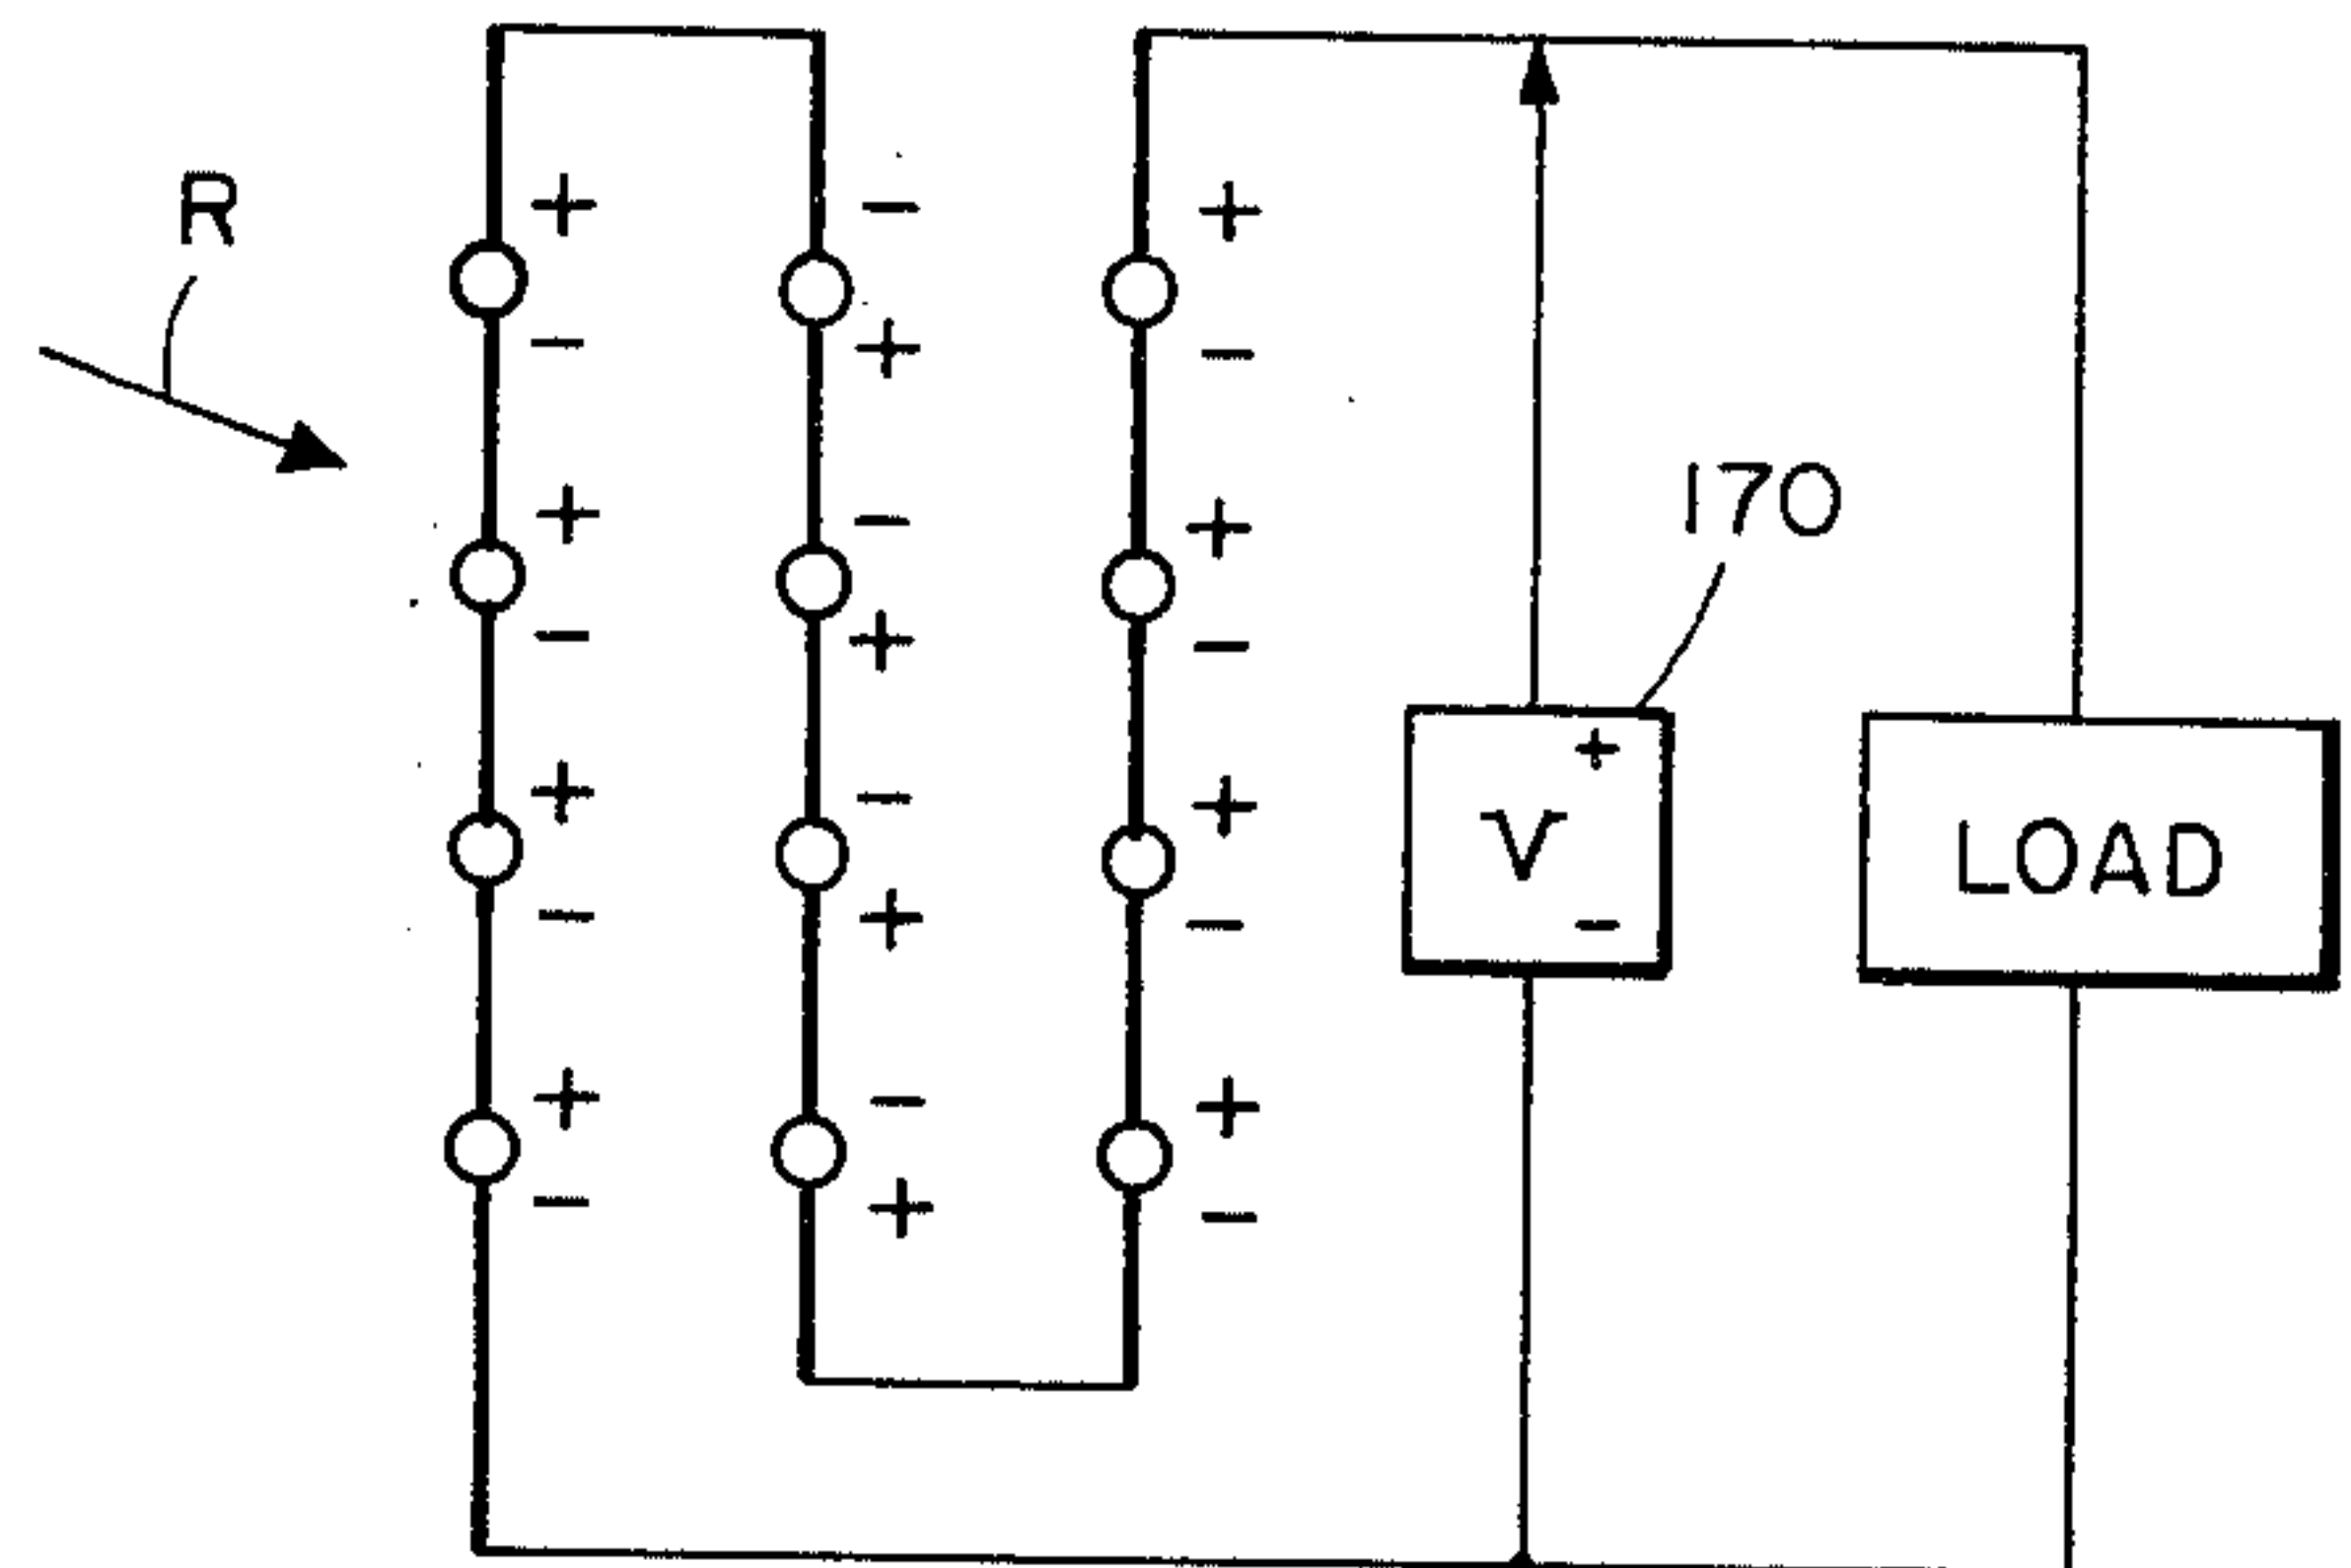 R
+ - +
- + -
+ - +
170
- + -
+ - + +
V LOAD
- + - -
+ - +
- + -